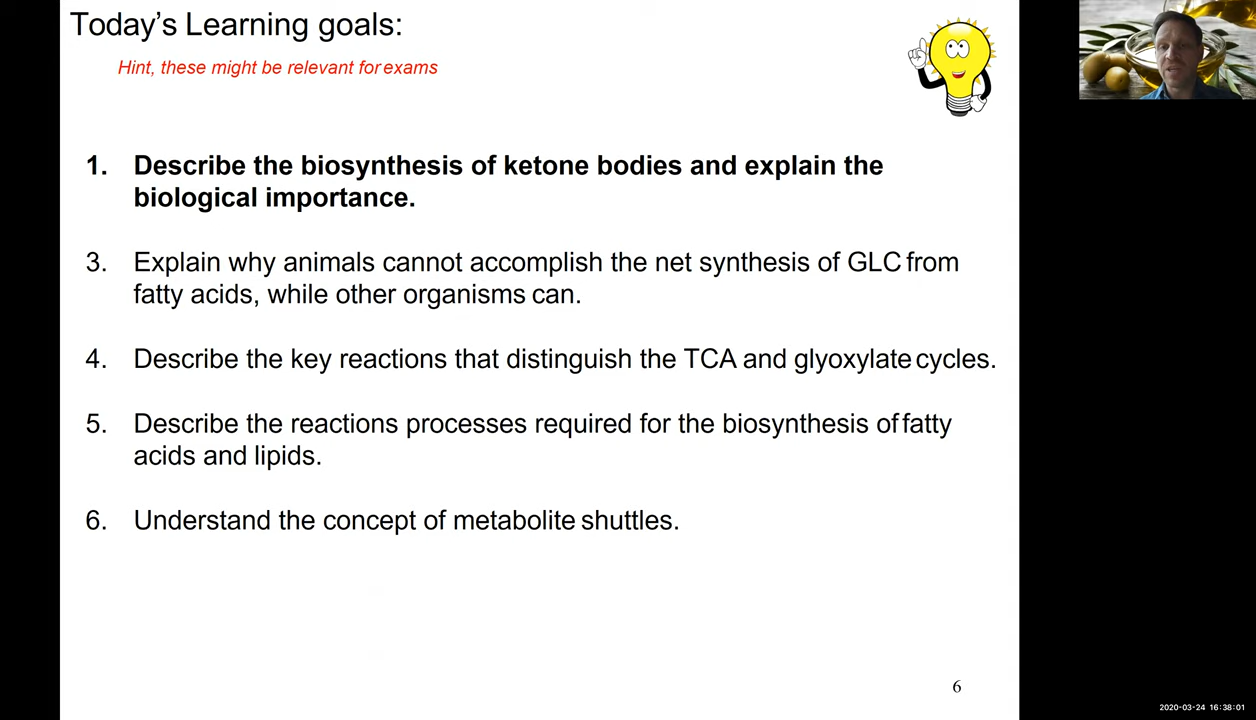 Today's Learning goals:
Hint, these might be relevant for exams
1. Describe the biosynthesis of ketone bodies and explain the
biological importance.
3. Explain why animals cannot accomplish the net synthesis of GLC from
fatty acids, while other organisms can.
4. Describe the key reactions that distinguish the TCA and glyoxylate cycles.
5. Describe the reactions processes required for the biosynthesis of fatty
acids and lipids.
6. Understand the concept of metabolite shuttles.
6
2020-03-24 16:38:01